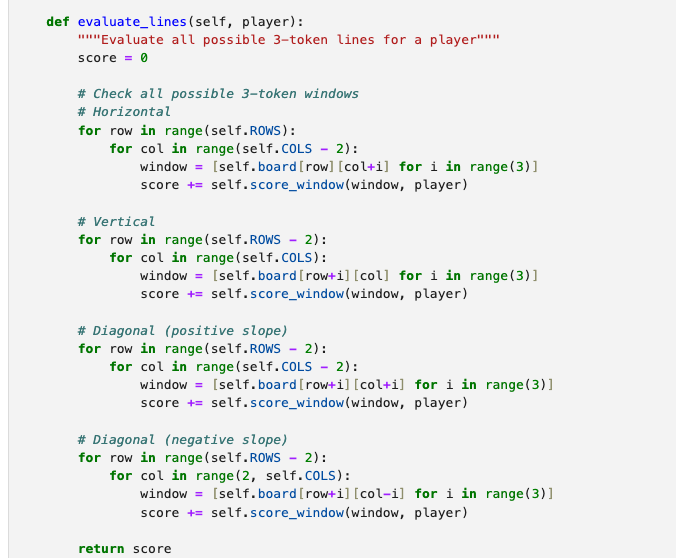 def evaluate_lines(self, player):
"""Evaluate all possible 3-token lines for a player"""
score = 0
# Check all possible 3-token windows
# Horizontal
for row in range(self.ROWS):
for col in range(self.COLS - 2):
window = [self.board[row][col+i] for i in range(3)]
score += self.score_window(window, player)
# Vertical
for row in range(self.ROWS - 2):
for col in range(self.COLS):
window = [self.board[row+i][col] for i in range(3)]
score += self.score_window(window, player)
# Diagonal (positive slope)
for row in range(self.ROWS - 2):
for col in range(self.COLS - 2):
window = [self.board[row+i][col+i] for i in range(3)]
score += self.score_window(window, player)
# Diagonal (negative slope)
for row in range(self.ROWS - 2):
for col in range(2, self.COLS):
window = [self.board[row+i][col-i] for i in range(3)]
score += self.score_window(window, player)
return score